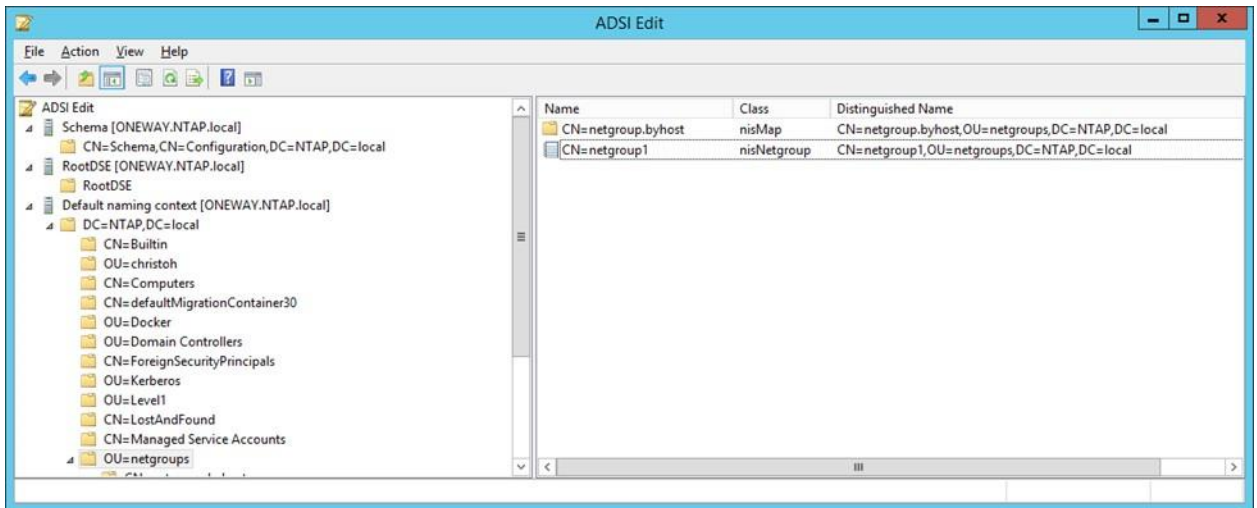 ADSI Edit
File Action View Help
ADSI Edit
Schema [ONEWAY.NTAP.local]
CN=Schema,CN=Configuration,DC=NTAP,DC=local
RootDSE [ONEWAY.NTAP.local]
RootDSE
Default naming context [ONEWAY.NTAP.local]
DC=NTAP,DC=local
CN=Builtin
OU=christoh
CN=Computers
CN=defaultMigrationContainer30
OU=Docker
OU=Domain Controllers
CN=ForeignSecurityPrincipals
OU=Kerberos
OU=Level1
CN=LostAndFound
CN=Managed Service Accounts
OU=netgroups
Name Class Distinguished Name
CN=netgroup.byhost nisMap CN=netgroup.byhost,OU=netgroups,DC=NTAP,DC=local
CN=netgroup1 nisNetgroup CN=netgroup1,OU=netgroups,DC=NTAP,DC=local